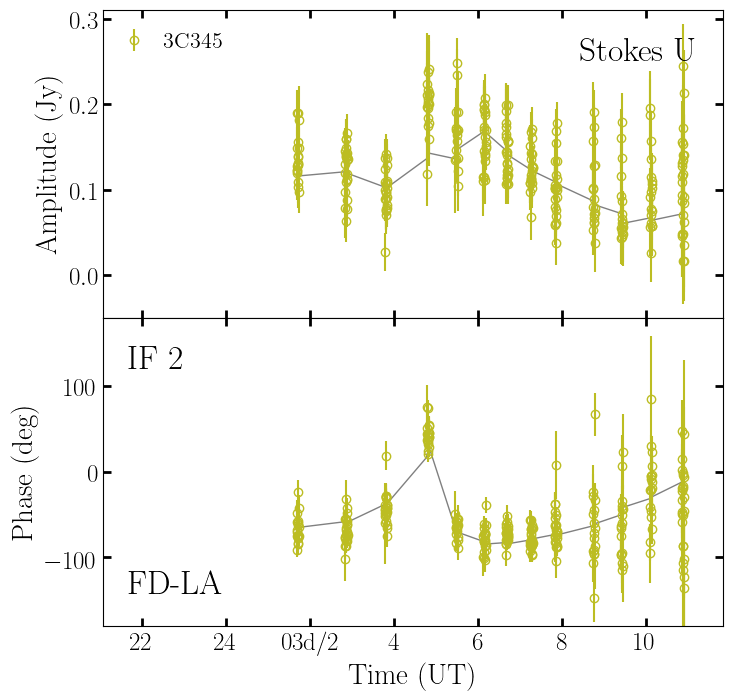 0.3
3C345
Stokes U
0.2
0.1
0.0
Amplitude (Jy)
IF 2
100
0
−100
Phase (deg)
FD-LA
22 24 03d/2 4 6 8 10
Time (UT)